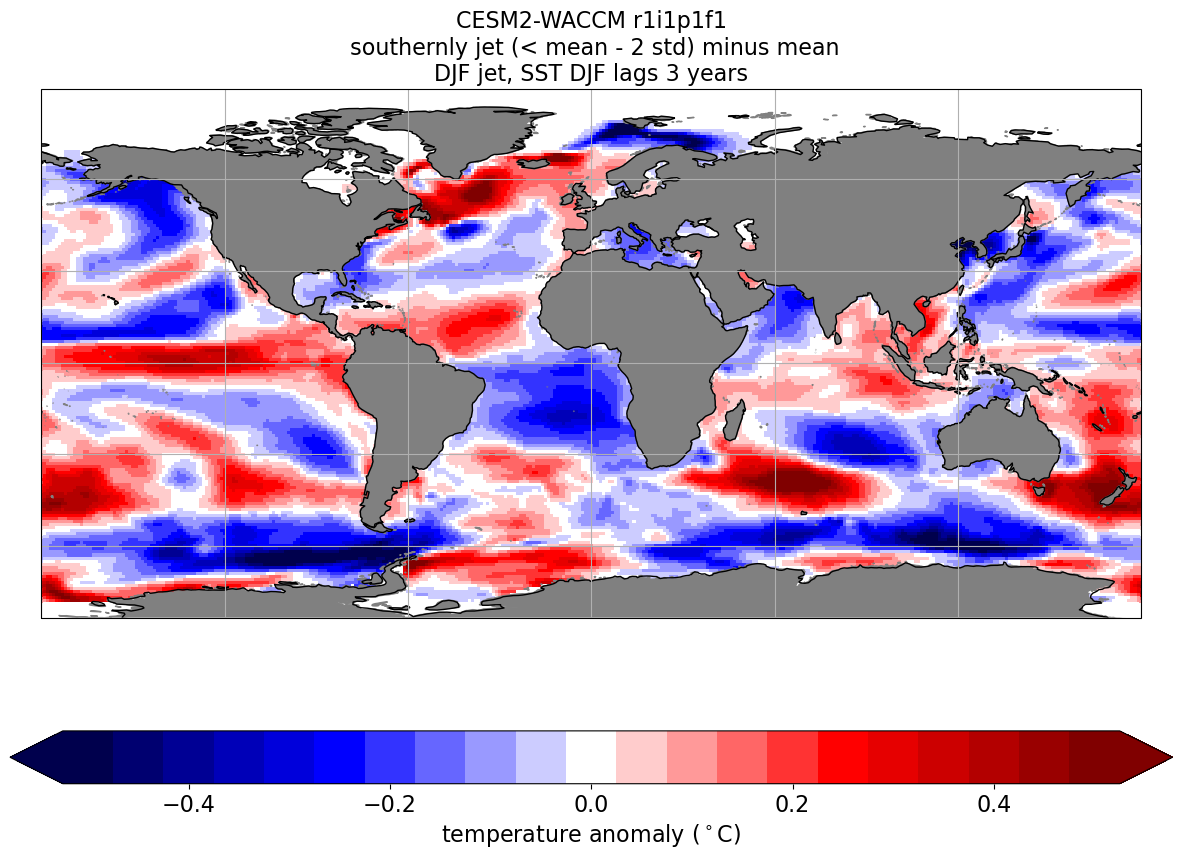 CESM2-WACCM r1i1p1f1
southernly jet (< mean - 2 std) minus mean
DJF jet, SST DJF lags 3 years
−0.4 −0.2 0.0 0.2 0.4
temperature anomaly (°C)